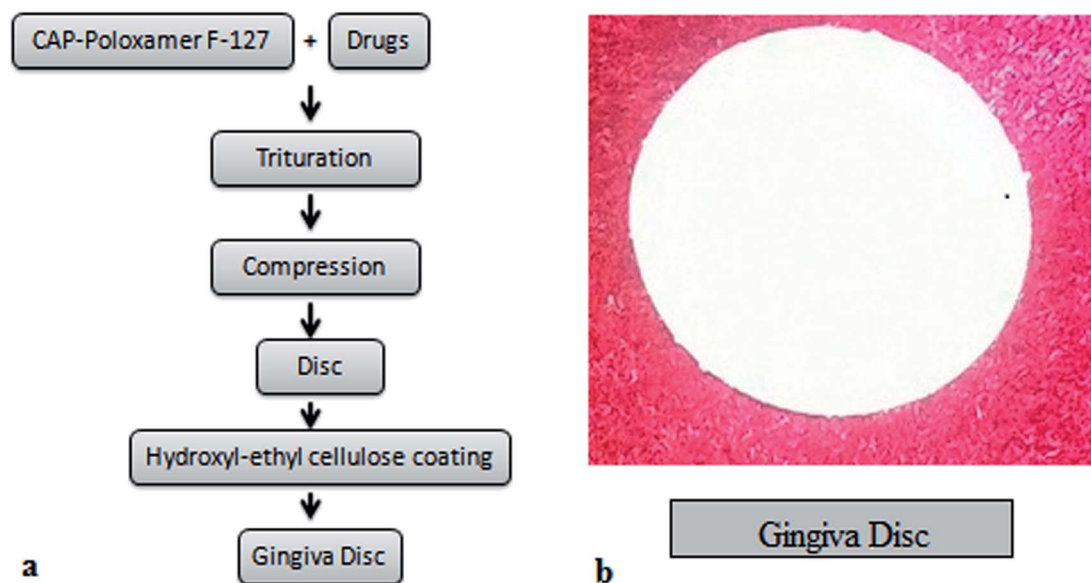 CAP-Poloxamer F-127 + Drugs
Trituration
Compression
Disc
Hydroxyl-ethyl cellulose coating
Gingiva Disc
a
Gingiva Disc
b